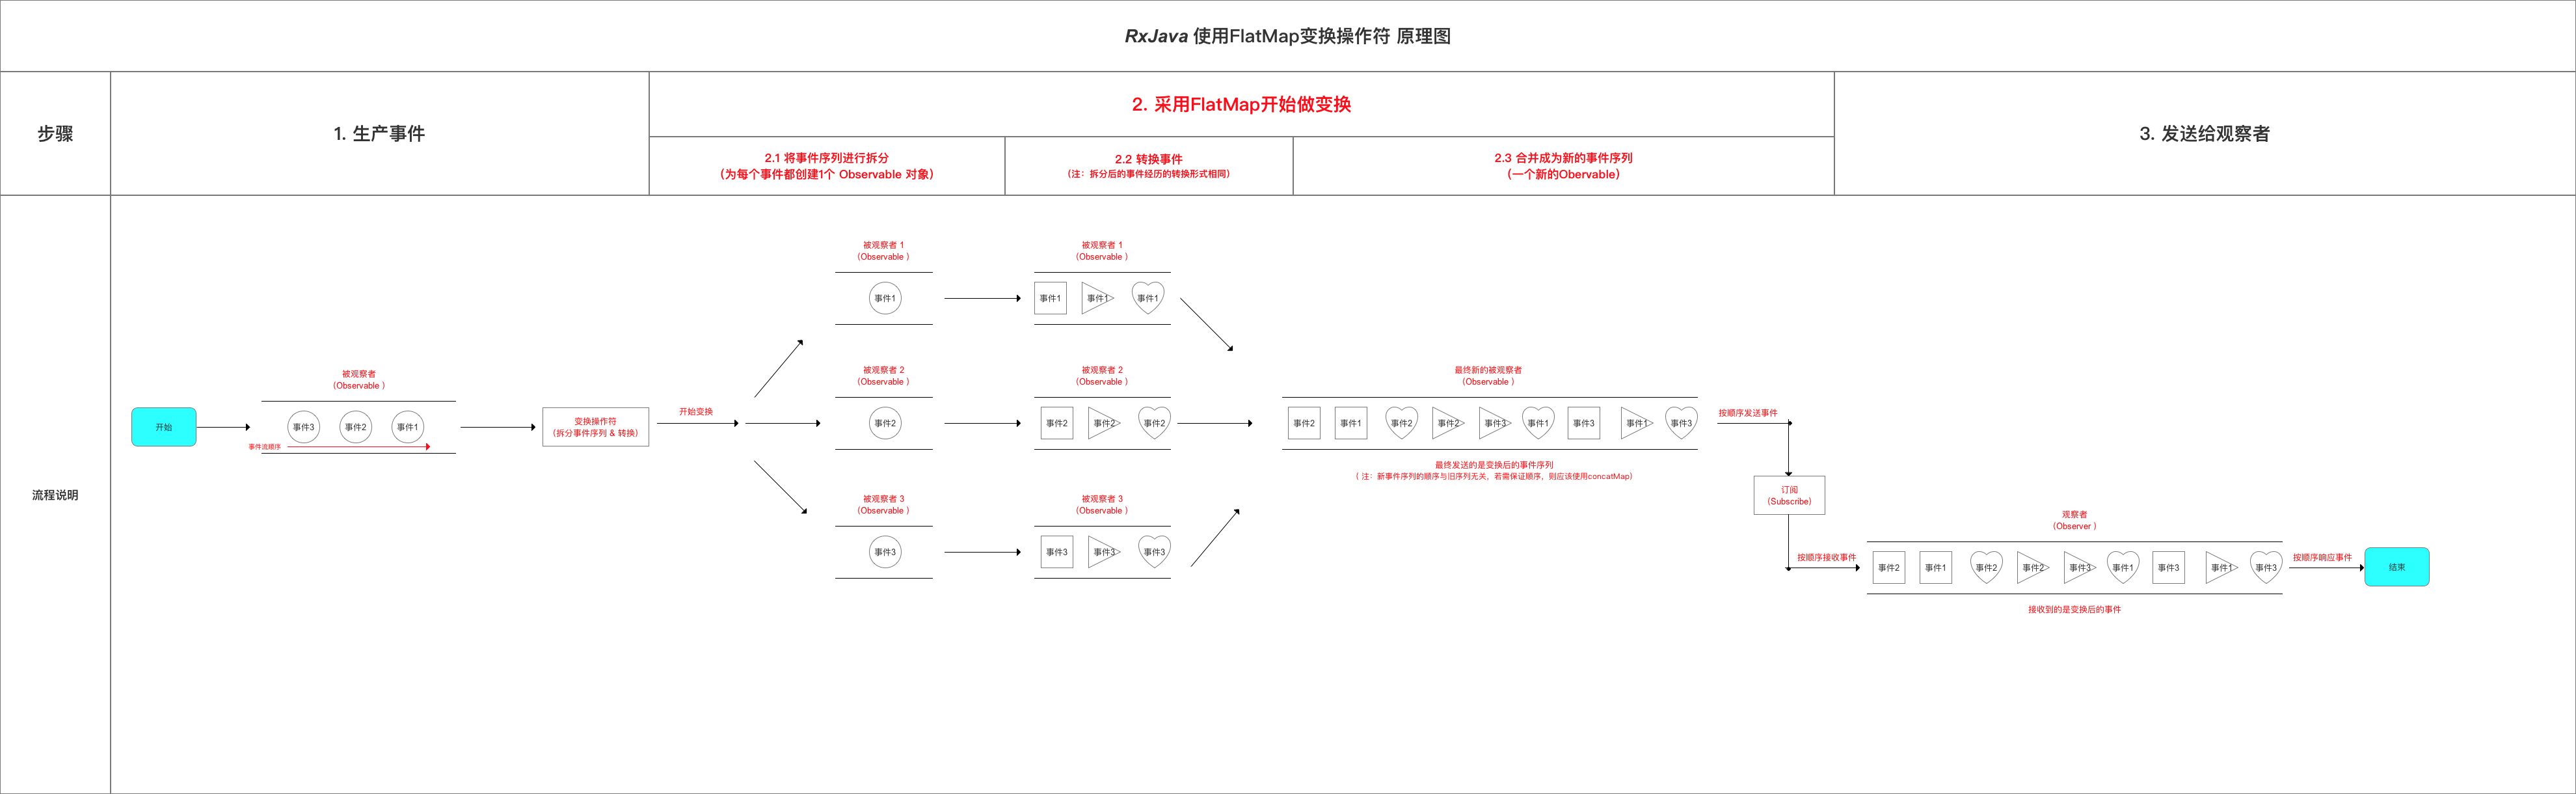 RxJava 使用FlatMap变换操作符 原理图
步骤
1. 生产事件
2. 采用FlatMap开始做变换
3. 发送给观察者
2.1 将事件序列进行拆分
（为每个事件都创建1个 Observable 对象）
2.2 转换事件
（注：拆分后的事件经历的转换形式相同）
2.3 合并成为新的事件序列
（一个新的Obervable）
流程说明
开始
被观察者
（Observable ）
事件3
事件2
事件1
事件流顺序
变换操作符
（拆分事件序列 & 转换）
开始变换
被观察者 1
（Observable ）
事件1
被观察者 2
（Observable ）
事件2
被观察者 3
（Observable ）
事件3
被观察者 1
（Observable ）
事件1
事件1
事件1
被观察者 2
（Observable ）
事件2
事件2
事件2
被观察者 3
（Observable ）
事件3
事件3
事件3
最终新的被观察者
（Observable ）
事件2
事件1
事件2
事件2
事件3
事件1
事件3
事件1
事件3
最终发送的是变换后的事件序列
（ 注：新事件序列的顺序与旧序列无关，若需保证顺序，则应该使用concatMap）
按顺序发送事件
订阅
（Subscribe）
按顺序接收事件
观察者
（Observer ）
事件2
事件1
事件2
事件2
事件3
事件1
事件3
事件1
事件3
接收到的是变换后的事件
按顺序响应事件
结束